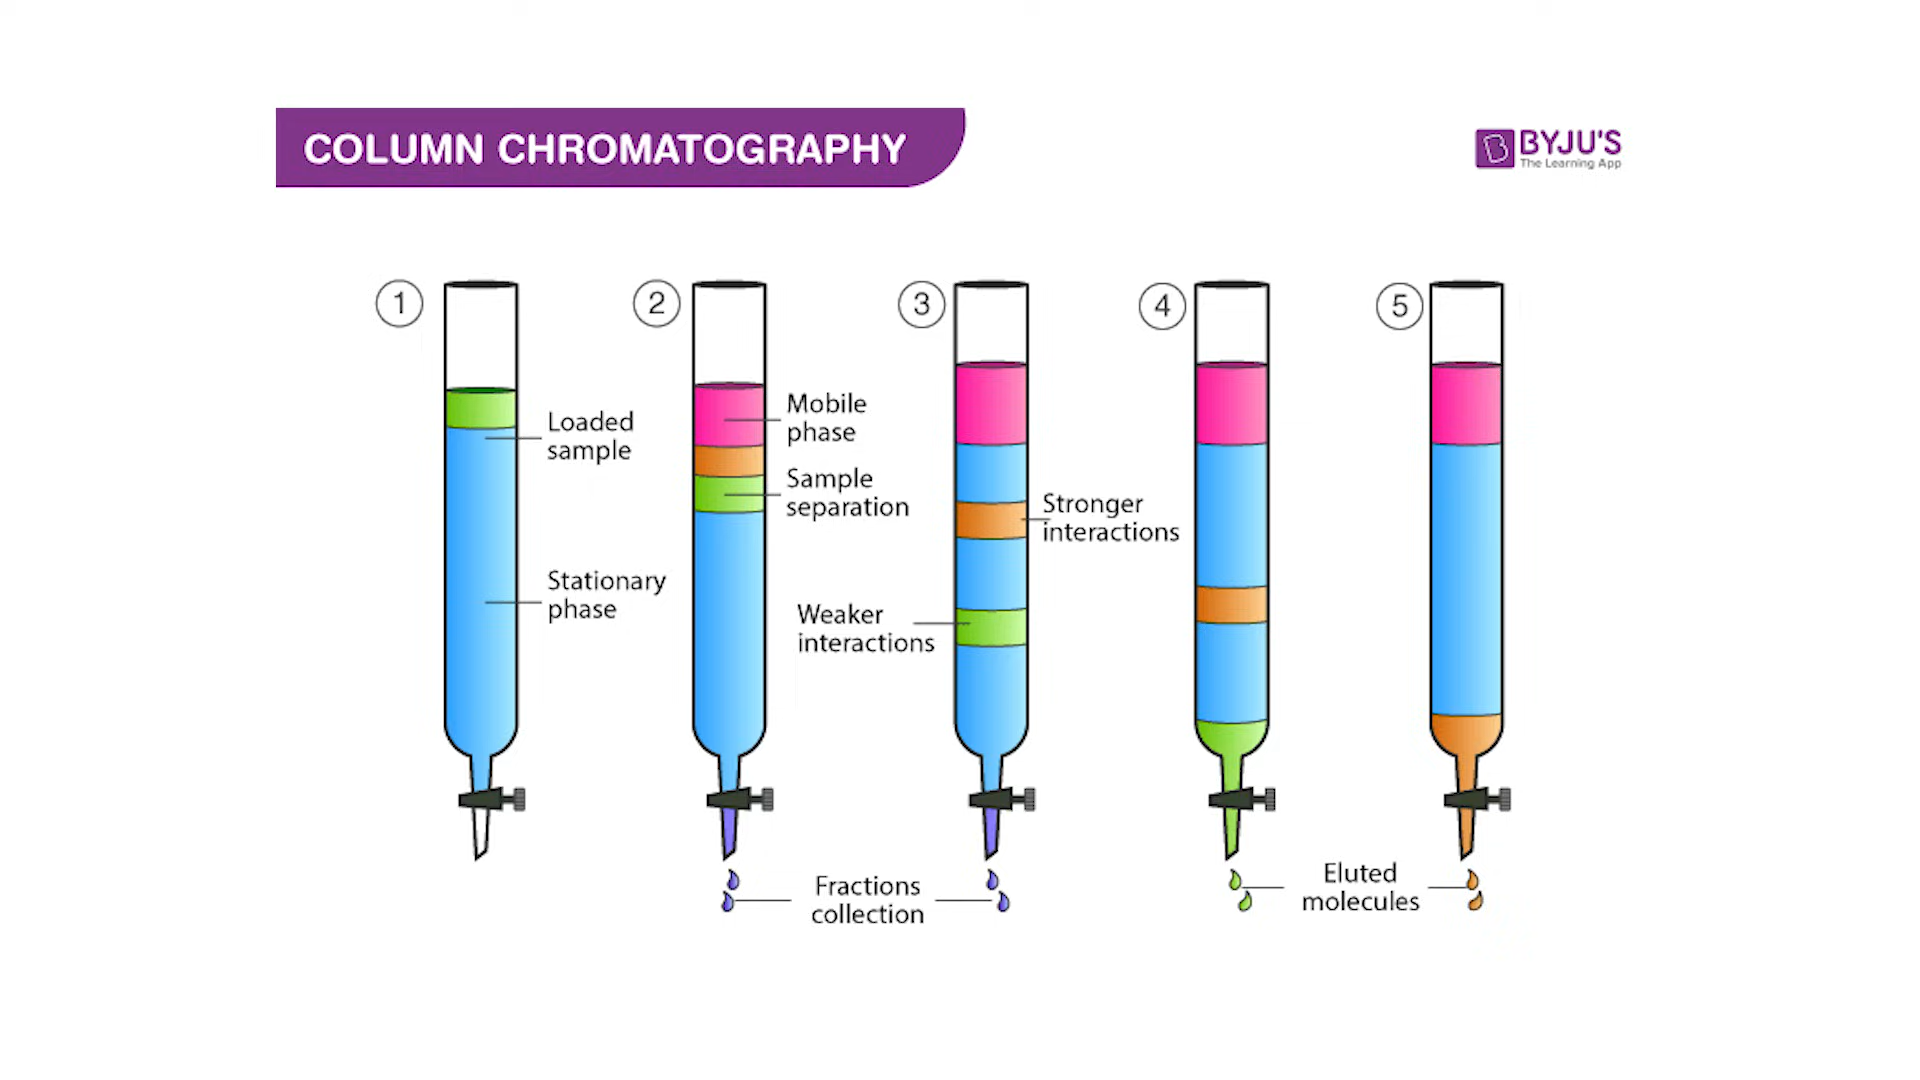 COLUMN CHROMATOGRAPHY
BYJU'S
The Learning App
1
2
3
4
5
Loaded
sample
Stationary
phase
Mobile
phase
Sample
separation
Weaker
interactions
Stronger
interactions
Fractions
collection
Eluted
molecules